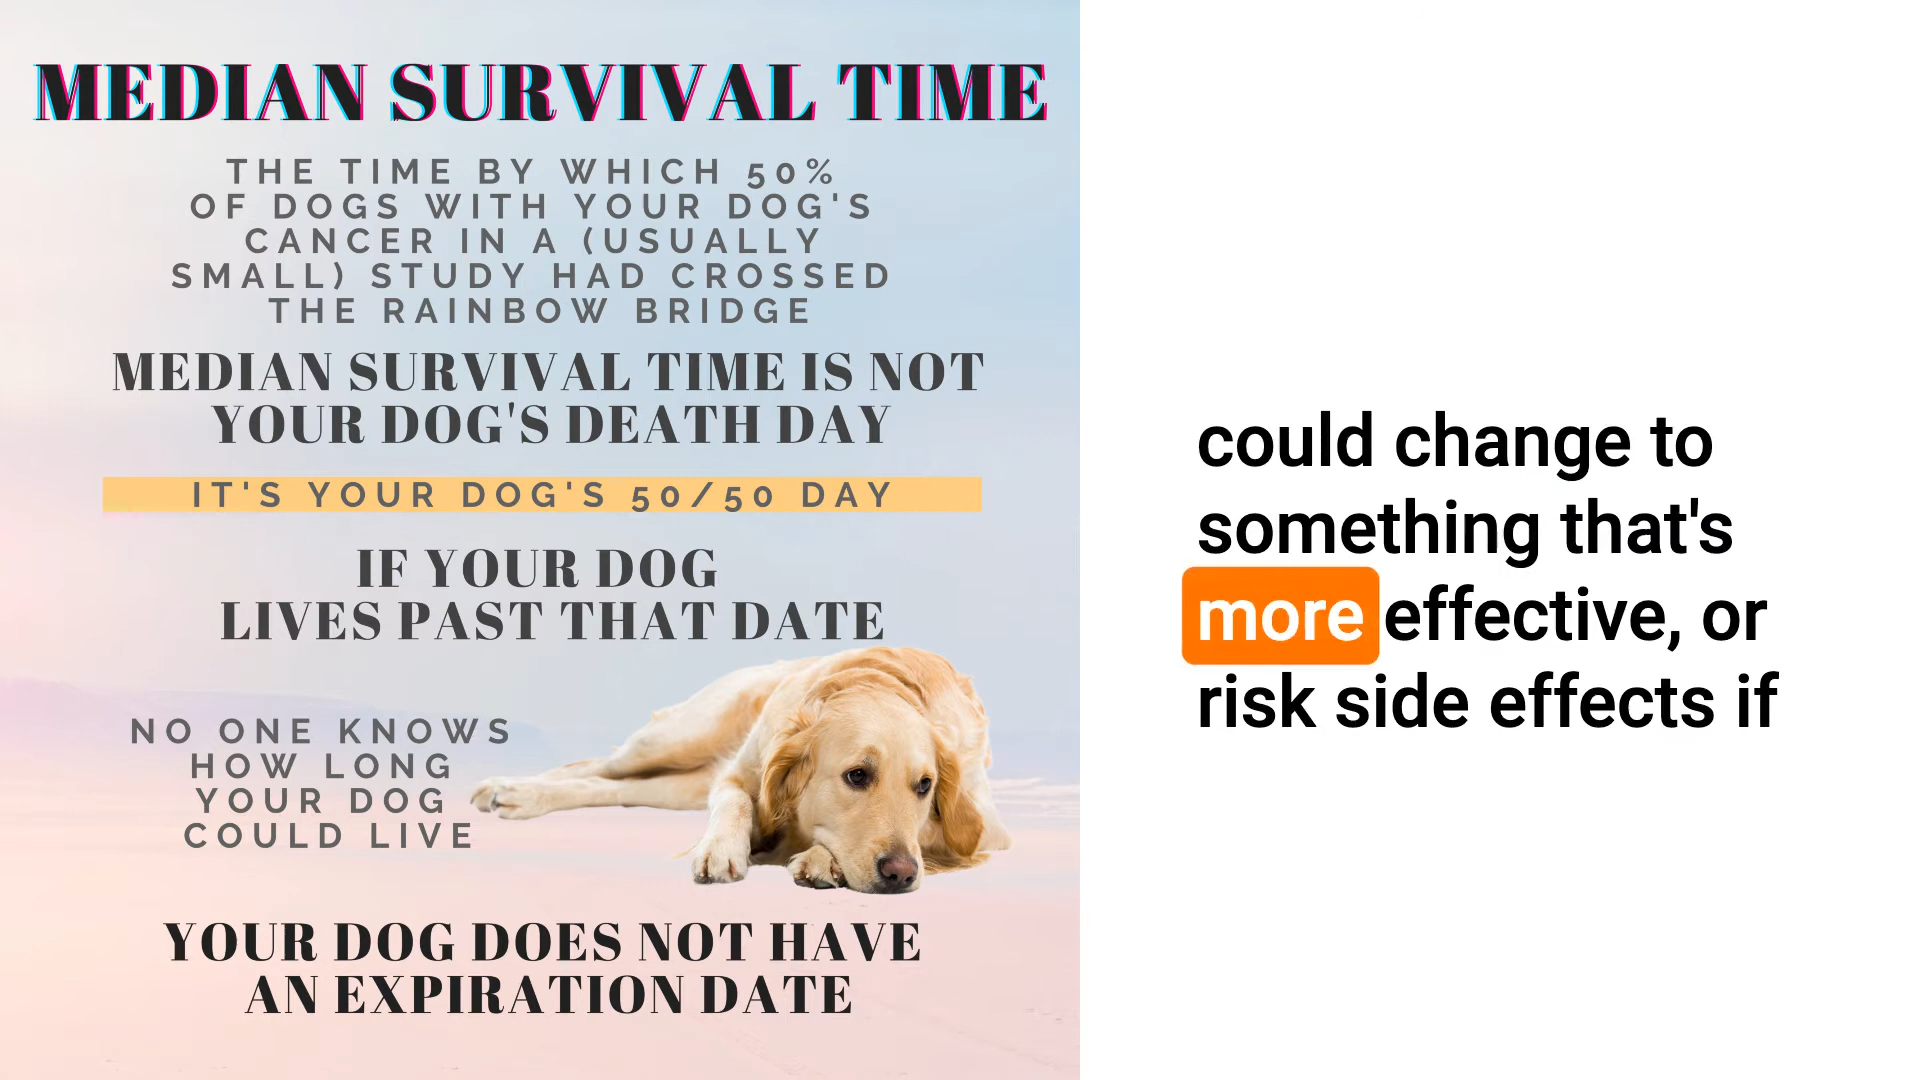 MEDIAN SURVIVAL TIME
THE TIME BY WHICH 50%
OF DOGS WITH YOUR DOG'S
CANCER IN A (USUALLY
SMALL) STUDY HAD CROSSED
THE RAINBOW BRIDGE
MEDIAN SURVIVAL TIME IS NOT
YOUR DOG'S DEATH DAY
IT'S YOUR DOG'S 50/50 DAY
IF YOUR DOG
LIVES PAST THAT DATE
NO ONE KNOWS
HOW LONG
YOUR DOG
COULD LIVE
YOUR DOG DOES NOT HAVE
AN EXPIRATION DATE
could change to
something that's
more effective, or
risk side effects if